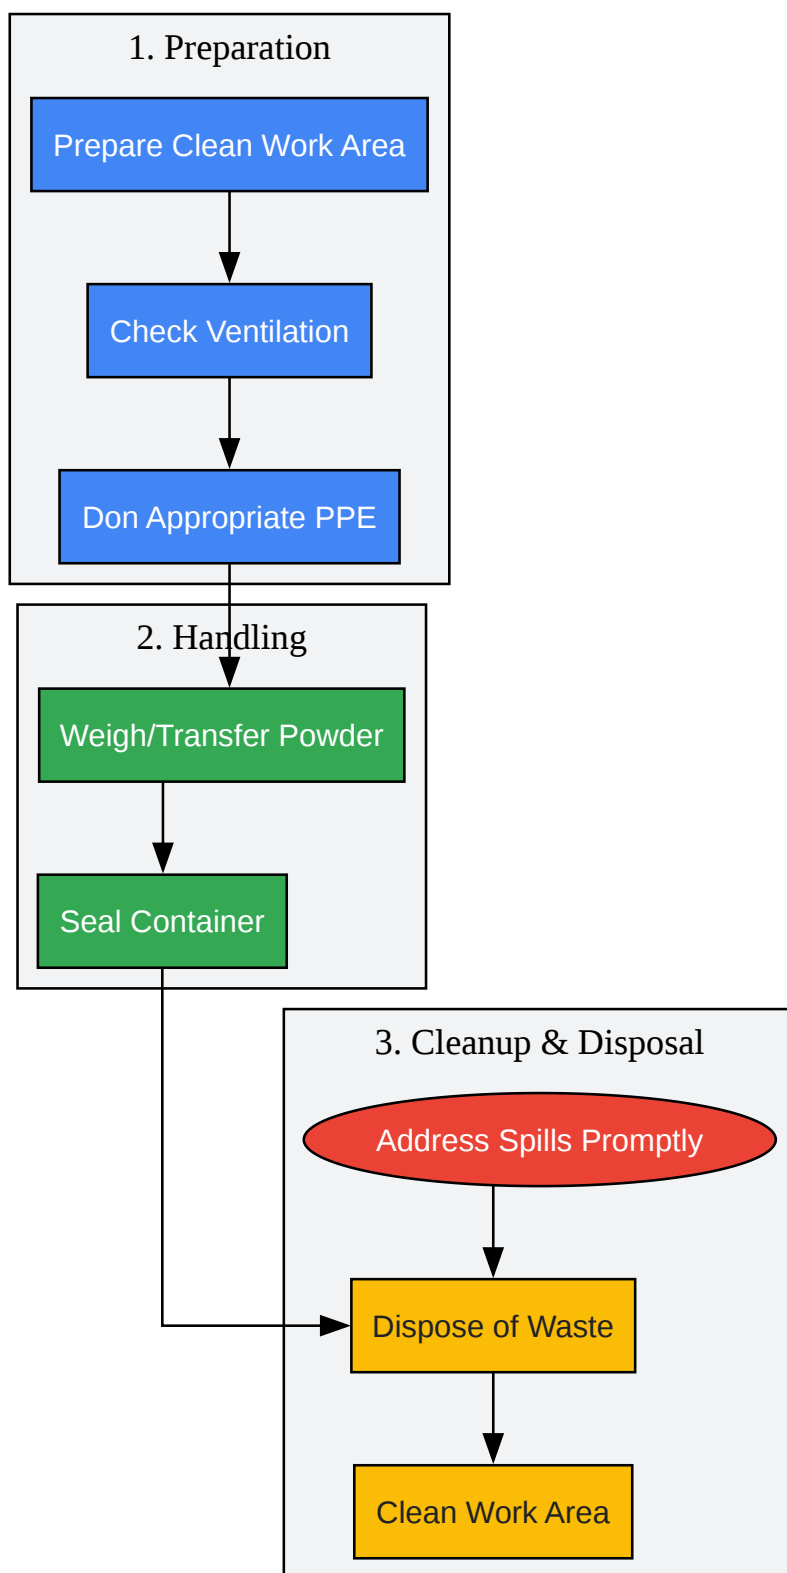 1. Preparation
Prepare Clean Work Area
Check Ventilation
Don Appropriate PPE
2. Handling
Weigh/Transfer Powder
Seal Container
3. Cleanup & Disposal
Address Spills Promptly
Dispose of Waste
Clean Work Area